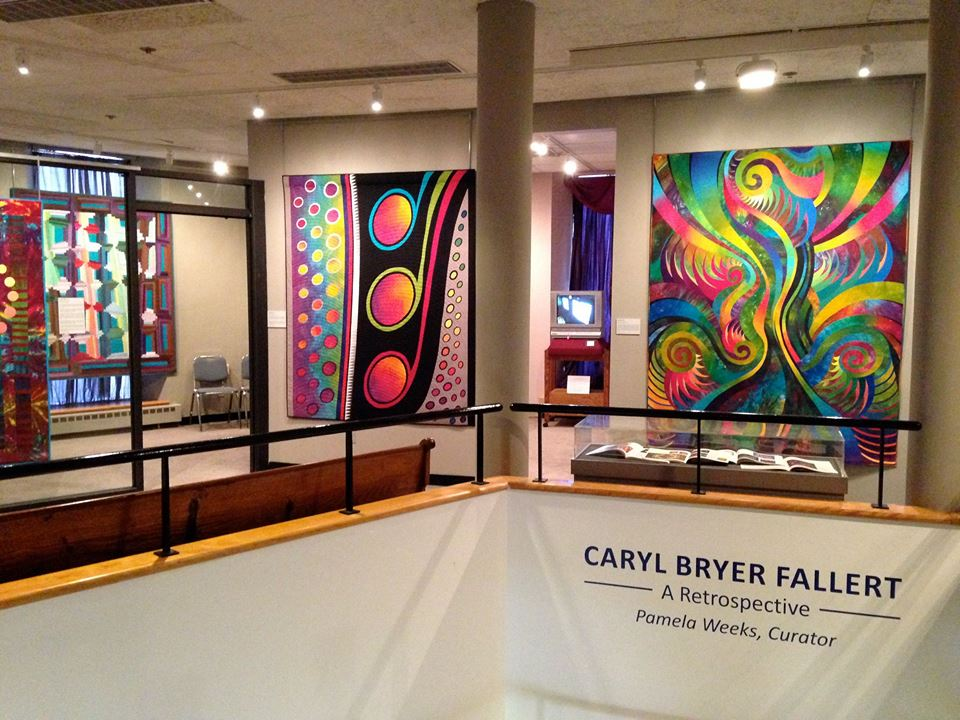 CARYL BRYER FALLERT
A Retrospective
Pamela Weeks, Curator